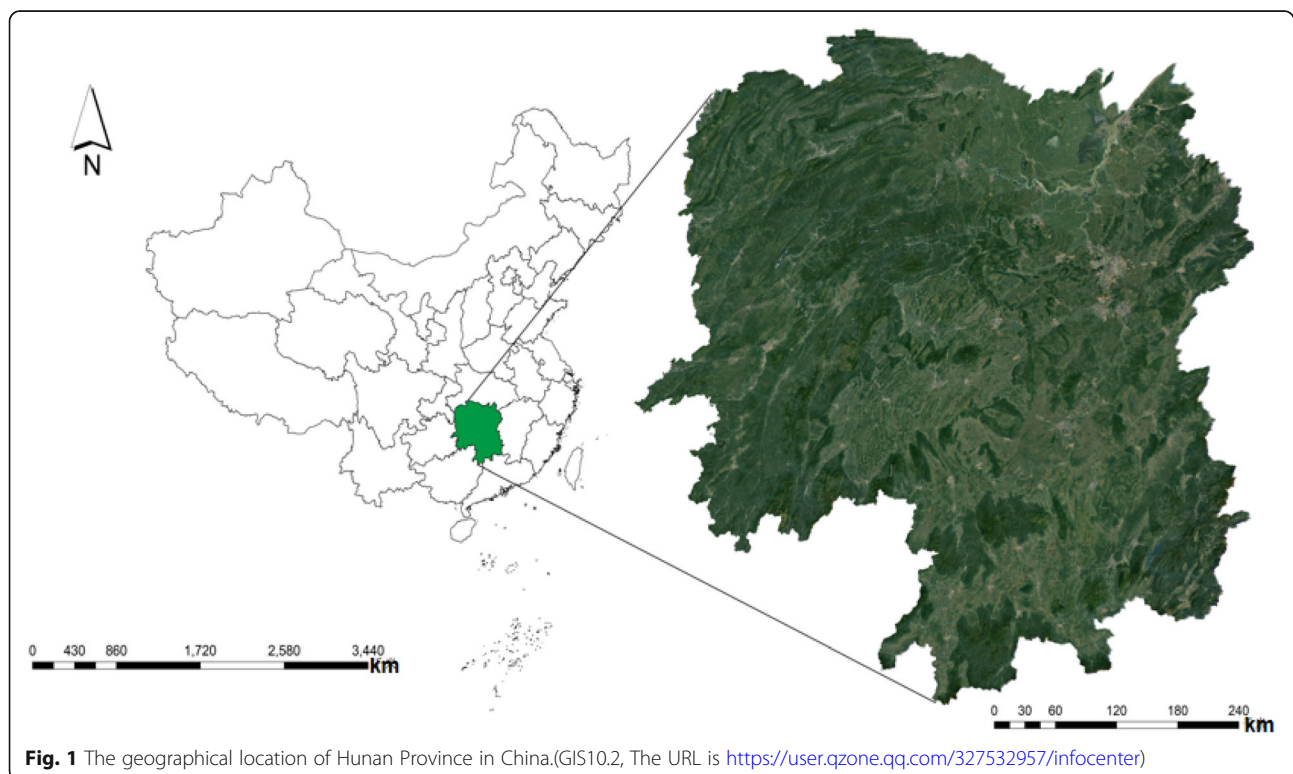 N
0 430 860 1,720 2,580 3,440
km
0 30 60 120 180 240
km
Fig. 1 The geographical location of Hunan Province in China.(GIS10.2, The URL is https://user.qzone.qq.com/327532957/infocenter)